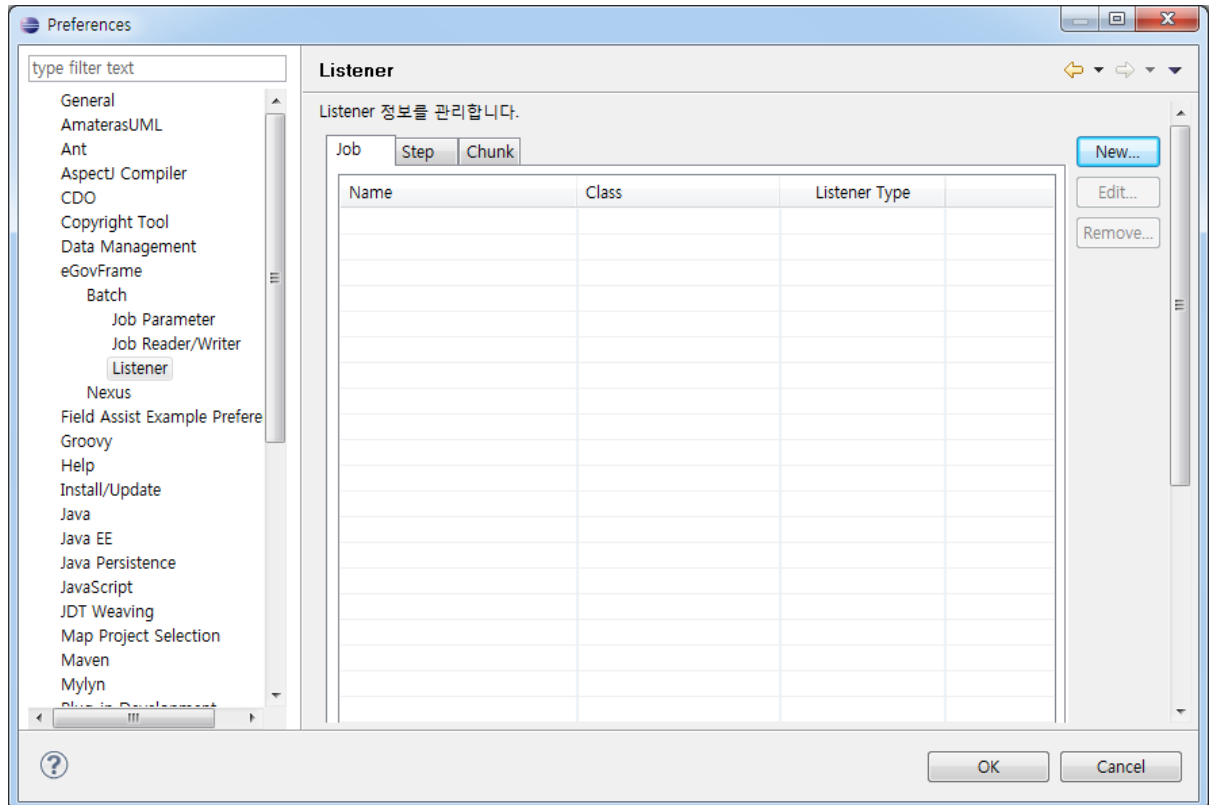 Preferences
type filter text
General
AmaterasUML
Ant
AspectJ Compiler
CDO
Copyright Tool
Data Management
eGovFrame
Batch
Job Parameter
Job Reader/Writer
Listener
Nexus
Field Assist Example Prefere
Groovy
Help
Install/Update
Java
Java EE
Java Persistence
JavaScript
JDT Weaving
Map Project Selection
Maven
Mylyn
Plug-in Development
Listener
Listener 정보를 관리합니다.
Job Step Chunk
Name Class Listener Type
New...
Edit...
Remove...
OK Cancel